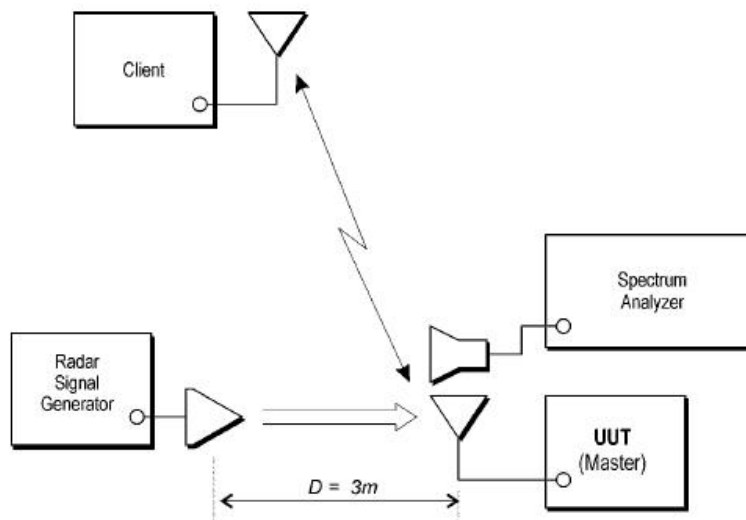 Client
Spectrum
Analyzer
Radar
Signal
Generator
UUT
(Master)
D = 3m